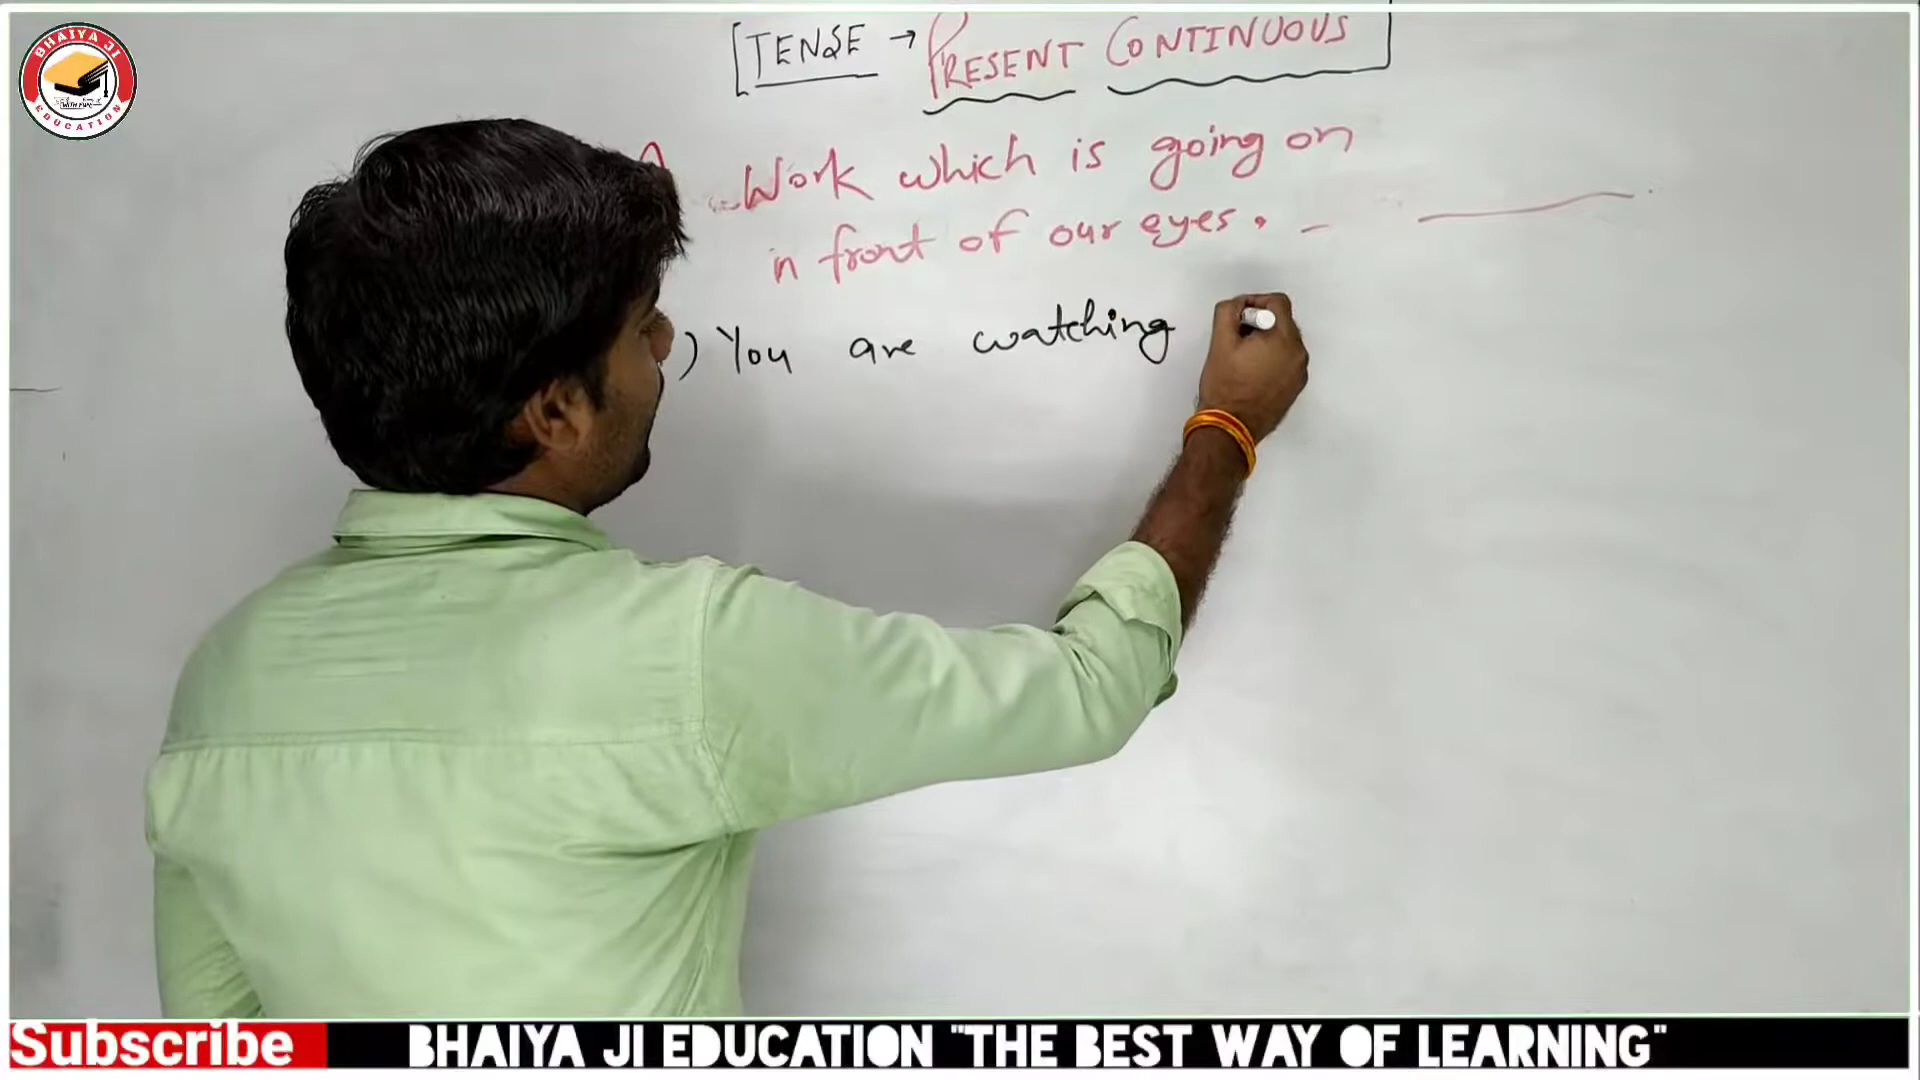 BHAIYA JI
EDUCATION
[TENSE → PRESENT CONTINUOUS
Work which is going on
in front of our eyes. -
) You are watching
Subscribe BHAIYA JI EDUCATION "THE BEST WAY OF LEARNING"